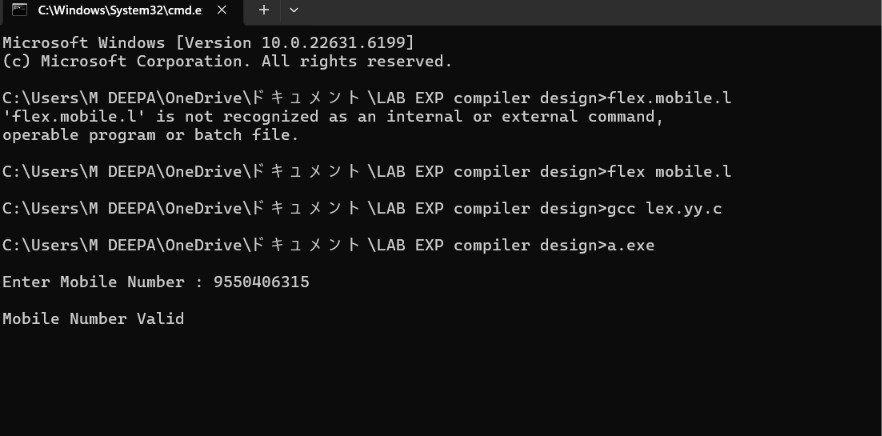 C:\Windows\System32\cmd.e
Microsoft Windows [Version 10.0.22631.6199]
(c) Microsoft Corporation. All rights reserved.
C:\Users\M DEEPA\OneDrive\ドキュメント\LAB EXP compiler design>flex.mobile.l
'flex.mobile.l' is not recognized as an internal or external command,
operable program or batch file.
C:\Users\M DEEPA\OneDrive\ドキュメント\LAB EXP compiler design>flex mobile.l
C:\Users\M DEEPA\OneDrive\ドキュメント\LAB EXP compiler design>gcc lex.yy.c
C:\Users\M DEEPA\OneDrive\ドキュメント\LAB EXP compiler design>a.exe
Enter Mobile Number : 9550406315
Mobile Number Valid